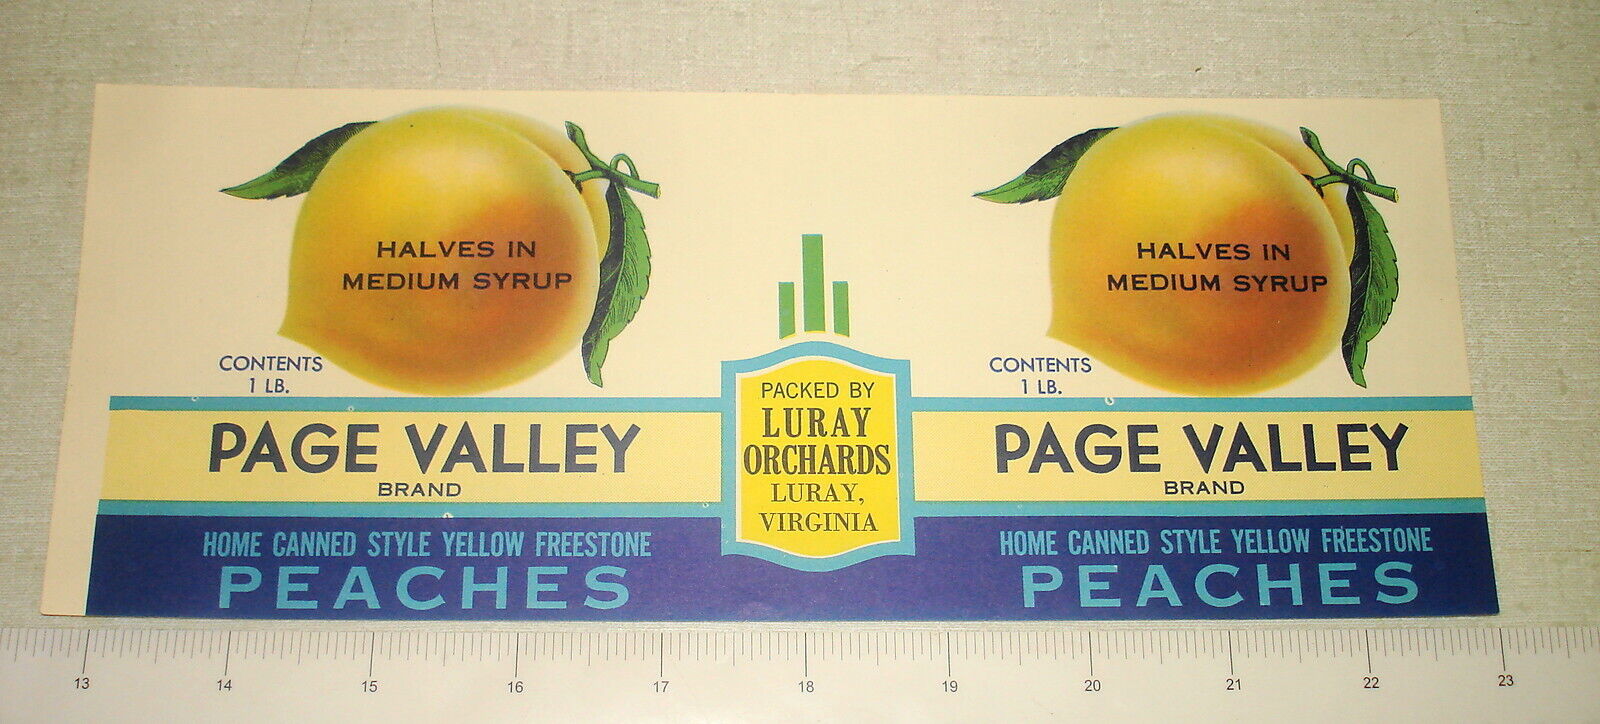 HALVES IN
MEDIUM SYRUP
CONTENTS
1 LB.
PAGE VALLEY
BRAND
HOME CANNED STYLE YELLOW FREESTONE
PEACHES
PACKED BY
LURAY
ORCHARDS
LURAY,
VIRGINIA
HALVES IN
MEDIUM SYRUP
CONTENTS
1 LB.
PAGE VALLEY
BRAND
HOME CANNED STYLE YELLOW FREESTONE
PEACHES
13 14 15 16 17 18 19 20 21 22 23